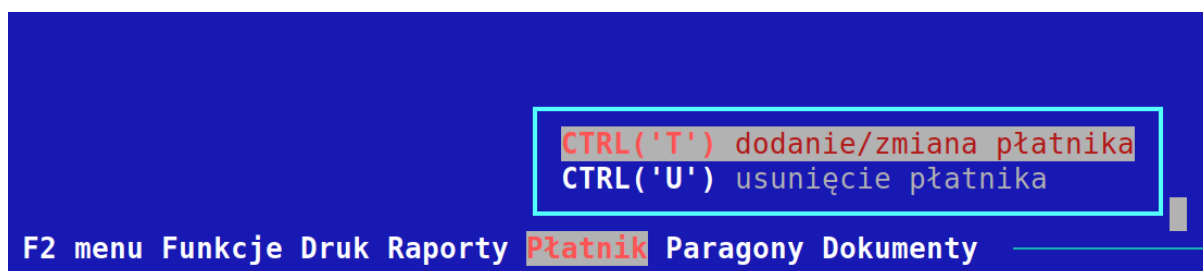 CTRL('T') dodanie/zmiana płatnika
CTRL('U') usunięcie płatnika
F2 menu Funkcje Druk Raporty Płatnik Paragony Dokumenty